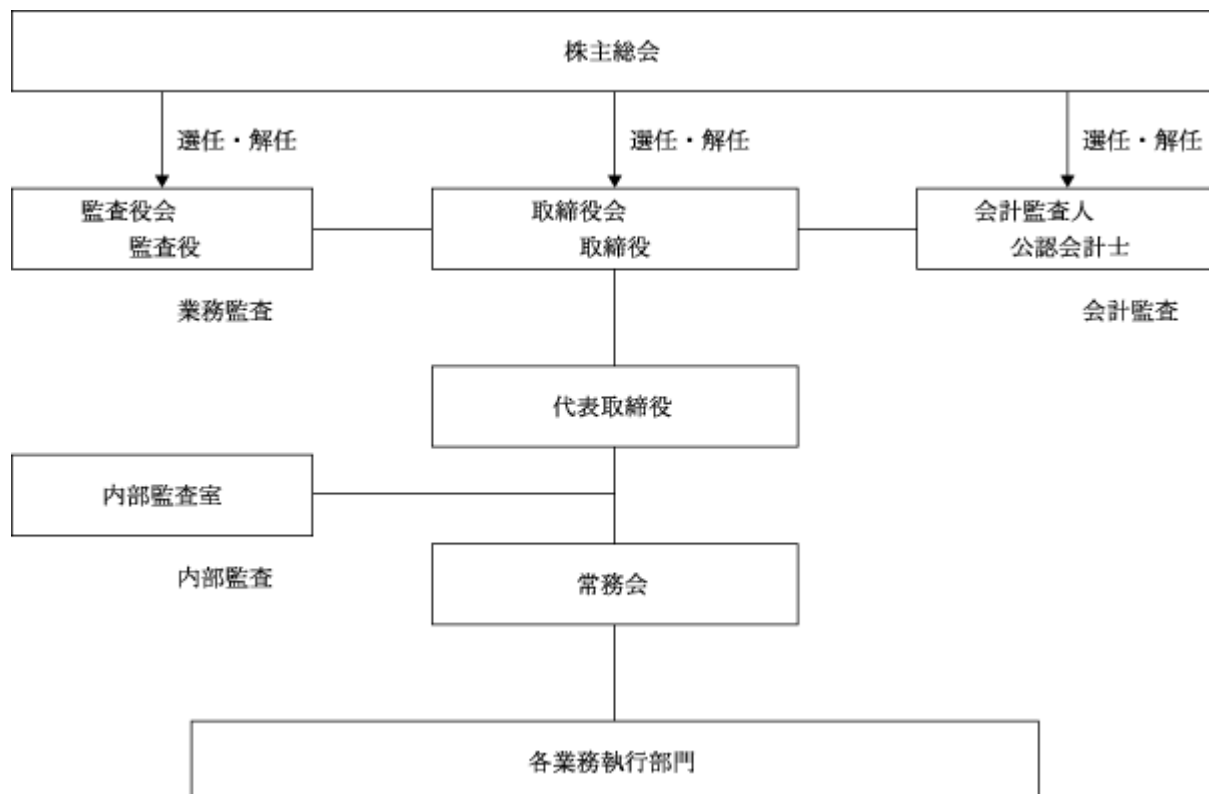 株主総会
選任・解任
選任・解任
選任・解任
監査役会
監査役
取締役会
取締役
会計監査人
公認会計士
業務監査
会計監査
代表取締役
内部監査室
内部監査
常務会
各業務執行部門